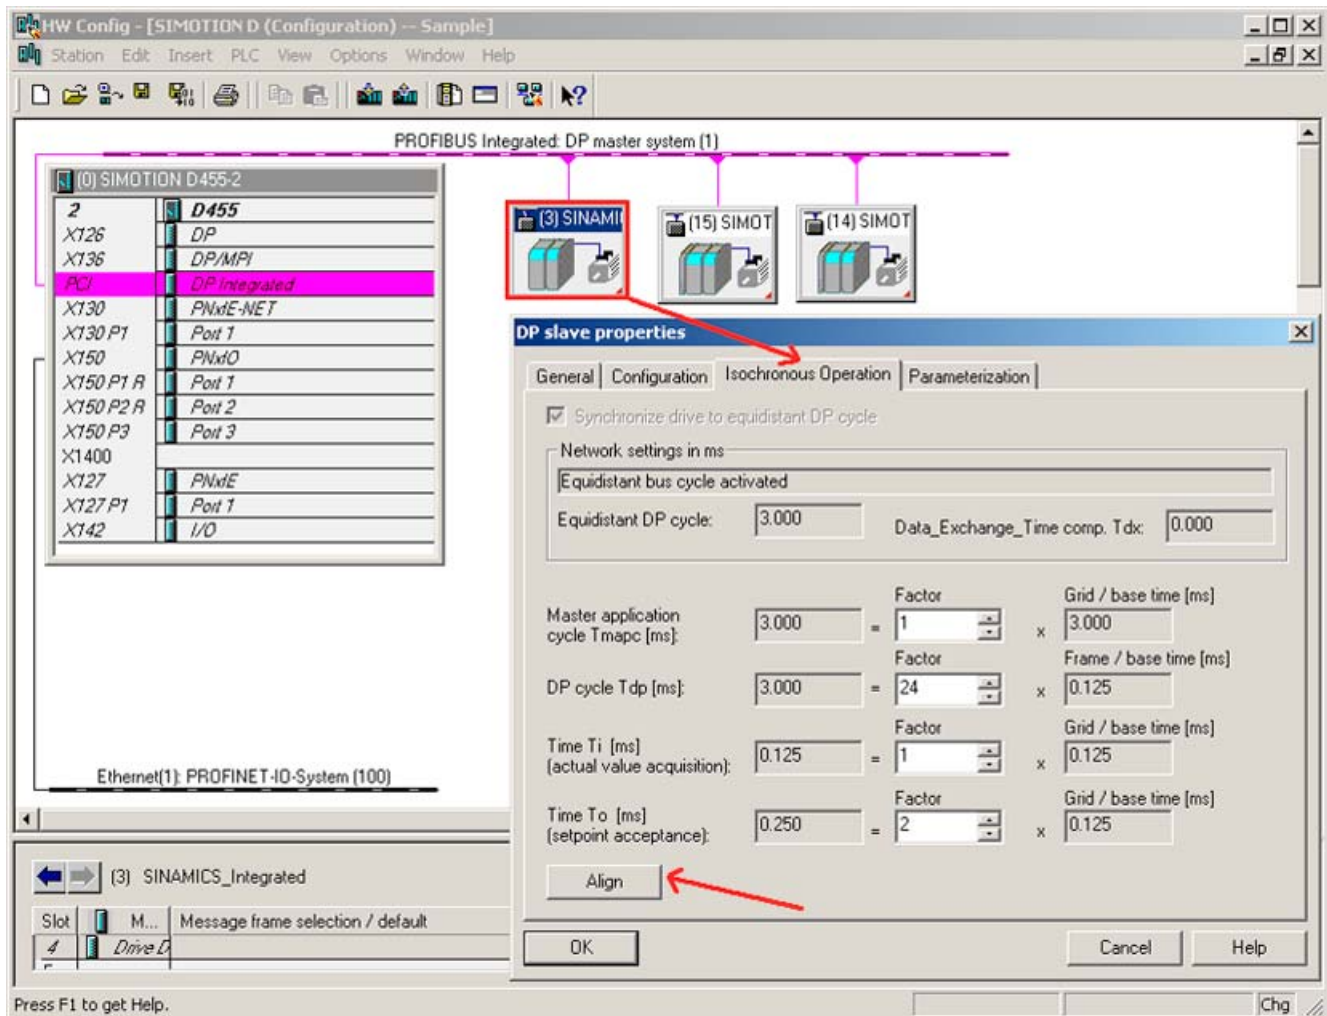 HW Config - [SIMOTION D (Configuration) -- Sample]
Station Edit Insert PLC View Options Window Help
PROFIBUS Integrated: DP master system (1)
(0) SIMOTION D455-2
2 D455
X126 DP
X136 DP/MPI
PCI DP Integrated
X130 PNxIE-NET
X130 P1 Port 1
X150 PNxIO
X150 P1 R Port 1
X150 P2 R Port 2
X150 P3 Port 3
X1400
X127 PNxIE
X127 P1 Port 1
X142 I/O
(3) SINAMI
(15) SIMOT
(14) SIMOT
Ethernet(1): PROFINET-IO-System (100)
DP slave properties
General Configuration Isochronous Operation Parameterization
Synchronize drive to equidistant DP cycle
Network settings in ms
Equidistant bus cycle activated
Equidistant DP cycle: 3.000 Data_Exchange_Time comp. Tdx: 0.000
Factor Grid / base time [ms]
Master application
cycle Tmapc [ms]: 3.000 = 1 x 3.000
Factor Frame / base time [ms]
DP cycle Tdp [ms]: 3.000 = 24 x 0.125
Factor Grid / base time [ms]
Time Ti [ms]
(actual value acquisition): 0.125 = 1 x 0.125
Factor Grid / base time [ms]
Time To [ms]
(setpoint acceptance): 0.250 = 2 x 0.125
Align
OK Cancel Help
(3) SINAMICS_Integrated
Slot M... Message frame selection / default
4 Drive D
Press F1 to get Help.
Chg